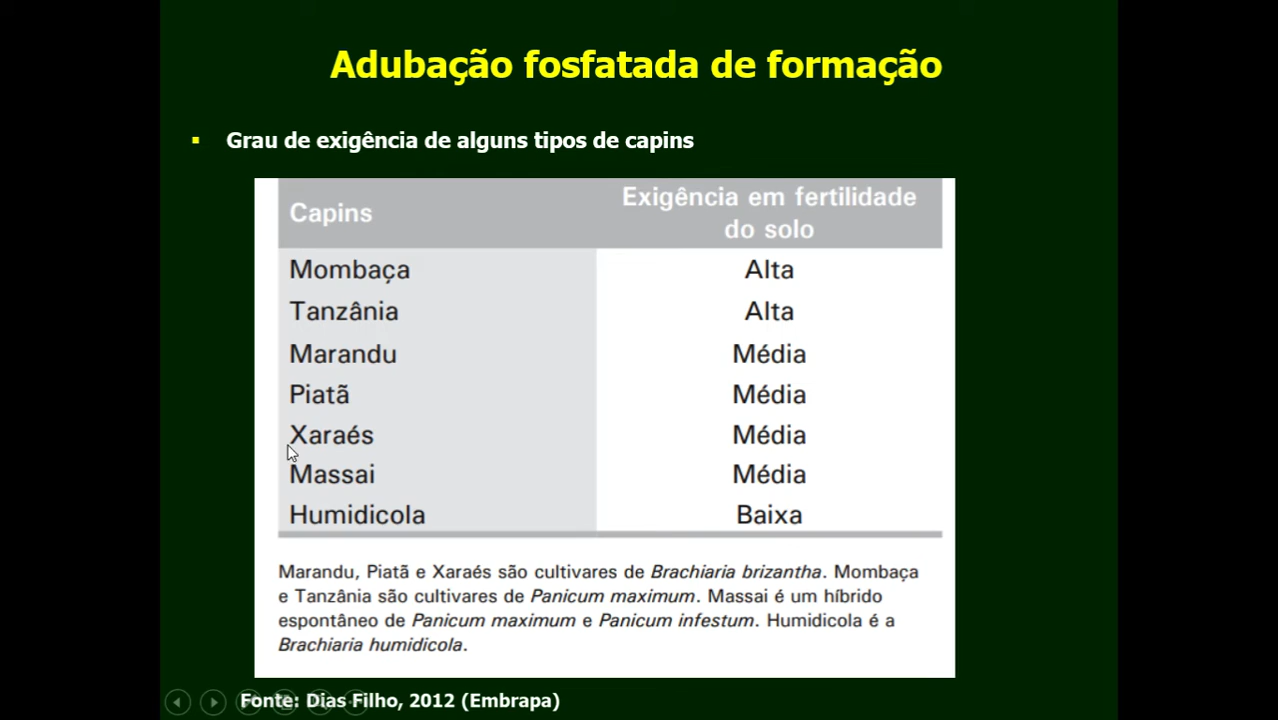 Adubação fosfatada de formação
▪ Grau de exigência de alguns tipos de capins
Capins Exigência em fertilidade
do solo
Mombaça Alta
Tanzânia Alta
Marandu Média
Piatã Média
Xaraés Média
Massai Média
Humidicola Baixa
Marandu, Piatã e Xaraés são cultivares de Brachiaria brizantha. Mombaça
e Tanzânia são cultivares de Panicum maximum. Massai é um híbrido
espontâneo de Panicum maximum e Panicum infestum. Humidicola é a
Brachiaria humidicola.
Fonte: Dias Filho, 2012 (Embrapa)